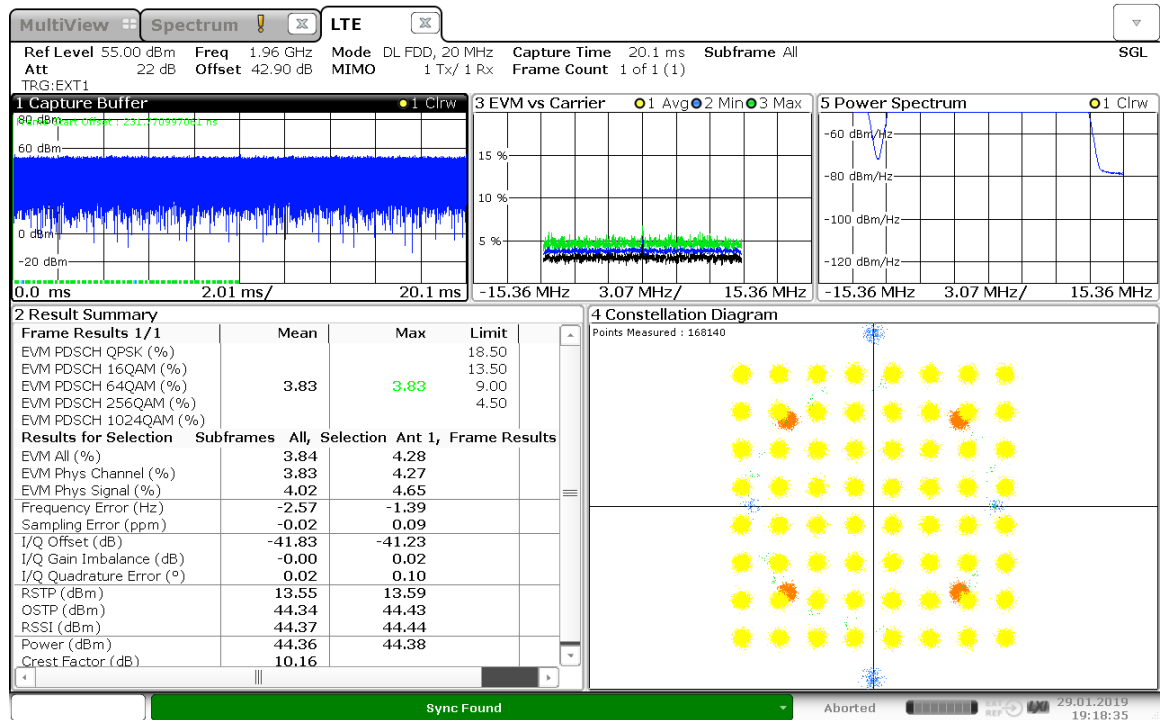 MultiView
Spectrum !
LTE
Ref Level 55.00 dBm Freq 1.96 GHz Mode DL FDD, 20 MHz Capture Time 20.1 ms Subframe All SGL
Att 22 dB Offset 42.90 dB MIMO 1 Tx/ 1 Rx Frame Count 1 of 1 (1)
TRG:EXT1
1 Capture Buffer 1 Clrw
80 dBm
60 dBm
0 dBm
-20 dBm
0.0 ms 2.01 ms/ 20.1 ms
3 EVM vs Carrier 1 Avg 2 Min 3 Max
15 %
10 %
5 %
-15.36 MHz 3.07 MHz/ 15.36 MHz
5 Power Spectrum 1 Clrw
-60 dBm/Hz
-80 dBm/Hz
-100 dBm/Hz
-120 dBm/Hz
-15.36 MHz 3.07 MHz/ 15.36 MHz
2 Result Summary
Frame Results 1/1 Mean Max Limit
EVM PDSCH QPSK (%) 18.50
EVM PDSCH 16QAM (%) 13.50
EVM PDSCH 64QAM (%) 3.83 3.83 9.00
EVM PDSCH 256QAM (%) 4.50
EVM PDSCH 1024QAM (%)
Results for Selection Subframes All, Selection Ant 1, Frame Results
EVM All (%) 3.84 4.28
EVM Phys Channel (%) 3.83 4.27
EVM Phys Signal (%) 4.02 4.65
Frequency Error (Hz) -2.57 -1.39
Sampling Error (ppm) -0.02 0.09
I/Q Offset (dB) -41.83 -41.23
I/Q Gain Imbalance (dB) -0.00 0.02
I/Q Quadrature Error (°) 0.02 0.10
RSTP (dBm) 13.55 13.59
OSTP (dBm) 44.34 44.43
RSSI (dBm) 44.37 44.44
Power (dBm) 44.36 44.38
Crest Factor (dB) 10.16
4 Constellation Diagram
Points Measured : 168140
Sync Found
Aborted
EXT
REF
LXI
29.01.2019
19:18:35